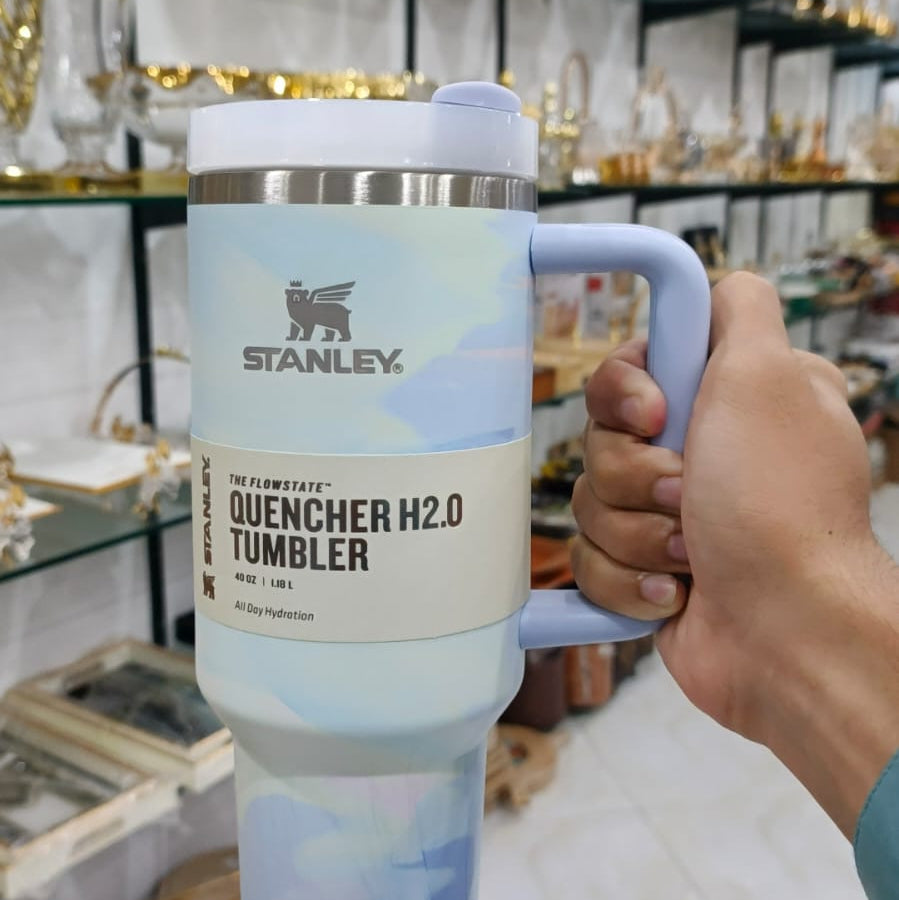 STANLEY®
STANLEY
THE FLOWSTATE™
QUENCHER H2.0
TUMBLER
40 OZ | 1.18 L
All Day Hydration